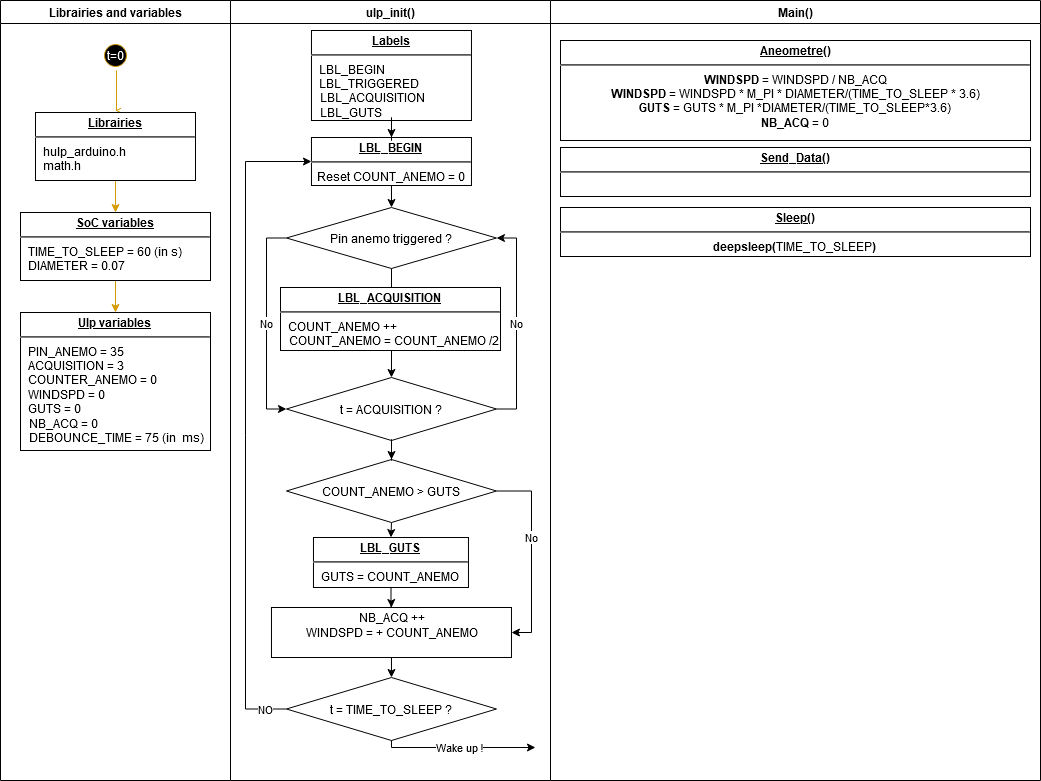 Librairies and variables
t=0
Librairies
hulp_arduino.h
math.h
SoC variables
TIME_TO_SLEEP = 60 (in s)
DIAMETER = 0.07
Ulp variables
PIN_ANEMO = 35
ACQUISITION = 3
COUNTER_ANEMO = 0
WINDSPD = 0
GUTS = 0
NB_ACQ = 0
DEBOUNCE_TIME = 75 (in ms)
ulp_init()
Labels
LBL_BEGIN
LBL_TRIGGERED
LBL_ACQUISITION
LBL_GUTS
LBL_BEGIN
Reset COUNT_ANEMO = 0
Pin anemo triggered ?
LBL_ACQUISITION
No
No
COUNT_ANEMO ++
COUNT_ANEMO = COUNT_ANEMO /2
t = ACQUISITION ?
COUNT_ANEMO > GUTS
No
LBL_GUTS
GUTS = COUNT_ANEMO
NB_ACQ ++
WINDSPD = + COUNT_ANEMO
NO
t = TIME_TO_SLEEP ?
Wake up !
Main()
Aneometre()
WINDSPD = WINDSPD / NB_ACQ
WINDSPD = WINDSPD * M_PI * DIAMETER/(TIME_TO_SLEEP * 3.6)
GUTS = GUTS * M_PI *DIAMETER/(TIME_TO_SLEEP*3.6)
NB_ACQ = 0
Send_Data()
Sleep()
deepsleep(TIME_TO_SLEEP)